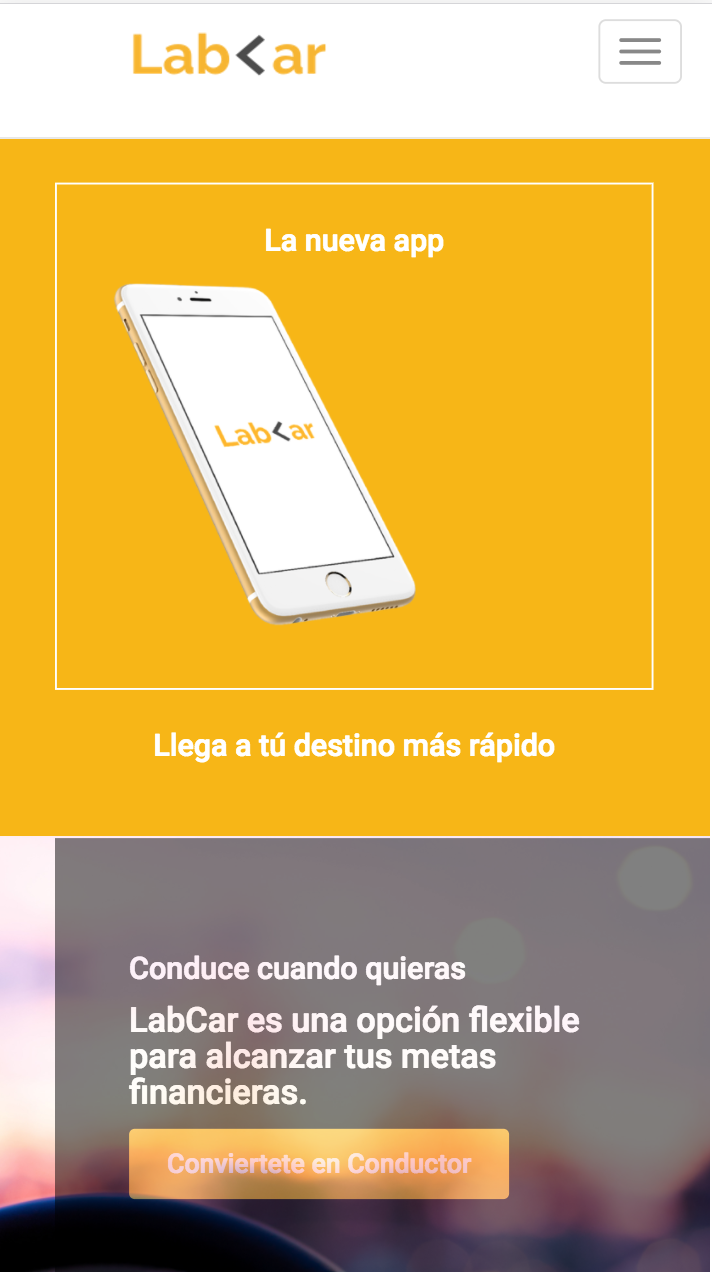 Lab<ar
La nueva app
Lab<ar
Llega a tú destino más rápido
Conduce cuando quieras
LabCar es una opción flexible
para alcanzar tus metas
financieras.
Conviertete en Conductor